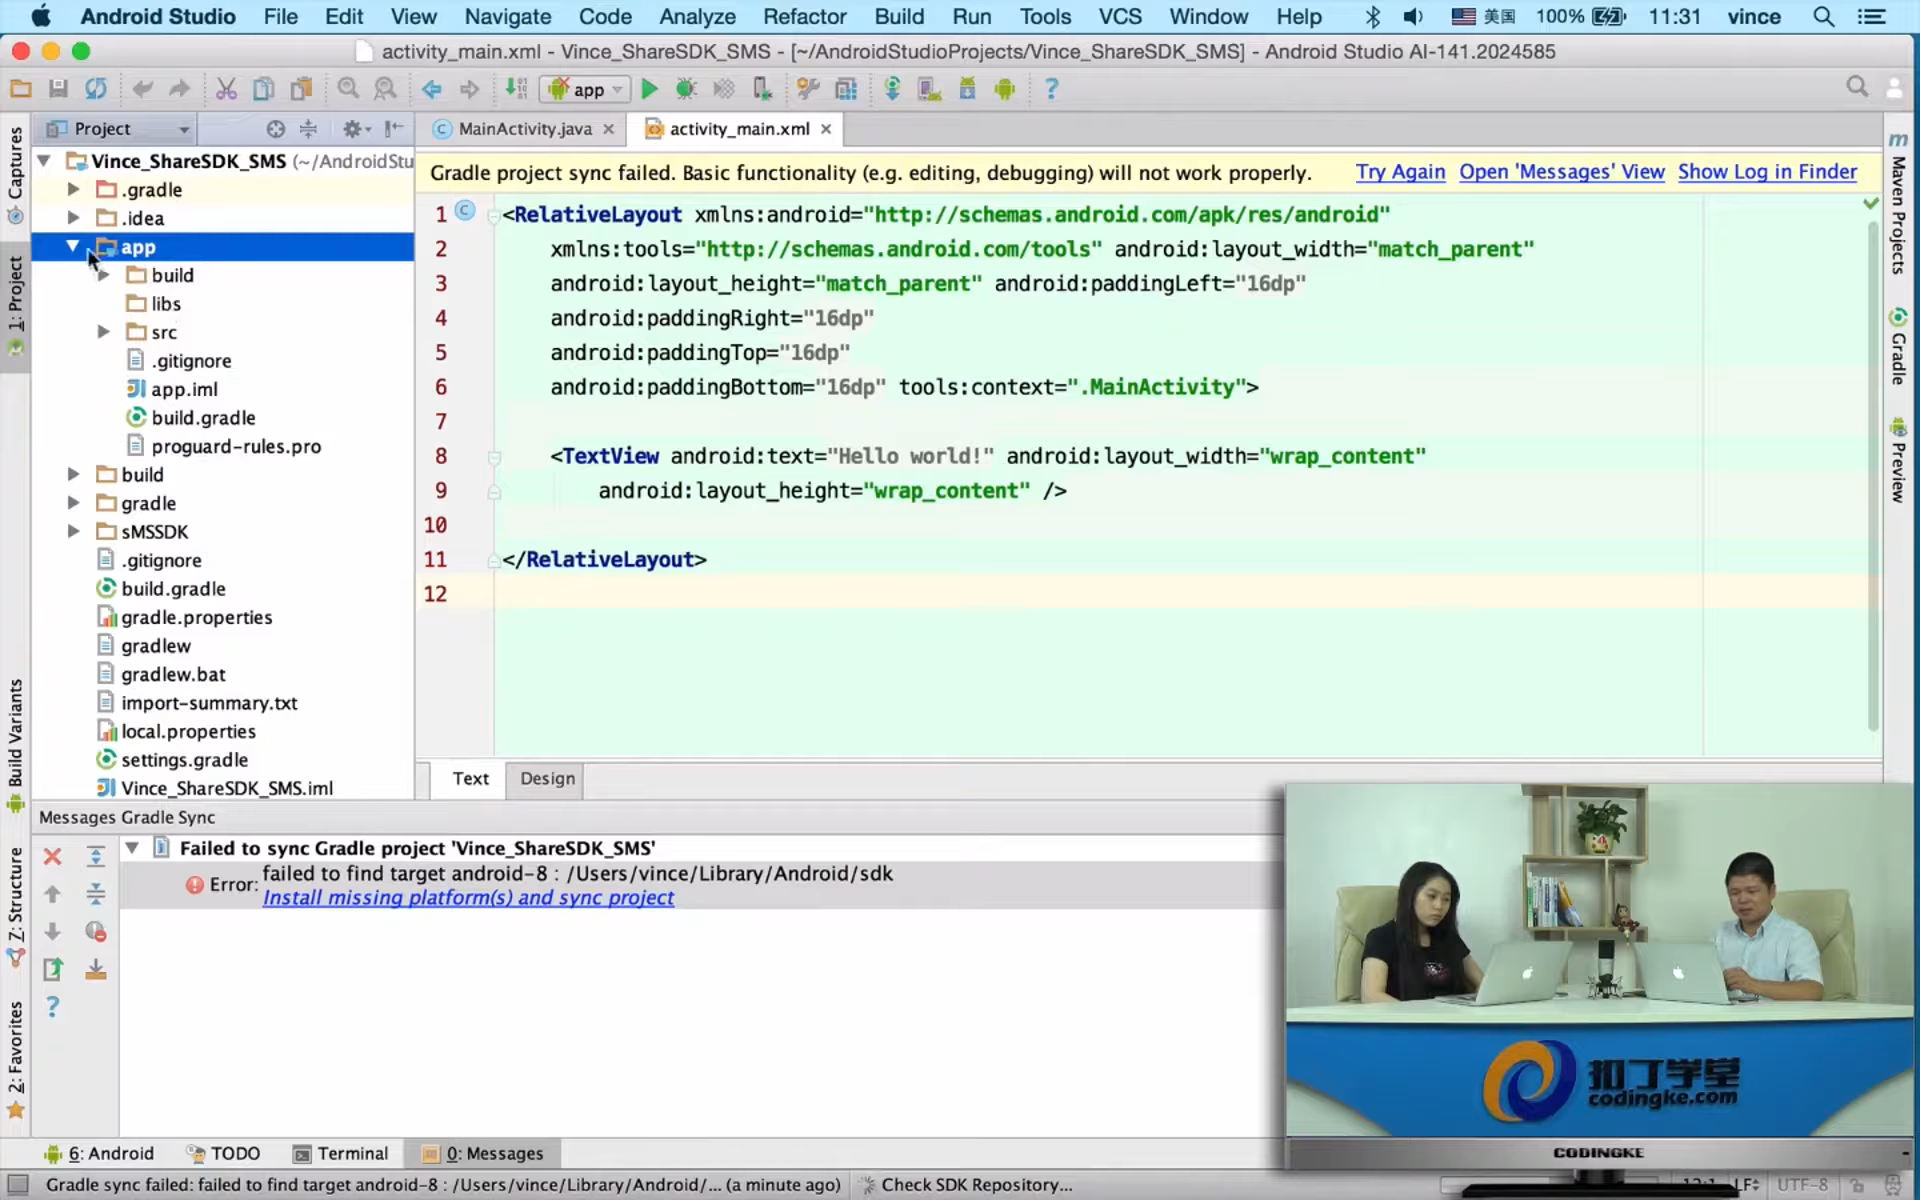 Android Studio File Edit View Navigate Code Analyze Refactor Build Run Tools VCS Window Help 美国 100% 11:31 vince
activity_main.xml - Vince_ShareSDK_SMS - [~/AndroidStudioProjects/Vince_ShareSDK_SMS] - Android Studio AI-141.2024585
app
Project
MainActivity.java
activity_main.xml
Captures
1: Project
Build Variants
Z: Structure
2: Favorites
Vince_ShareSDK_SMS (~/AndroidStu
.gradle
.idea
app
build
libs
src
.gitignore
app.iml
build.gradle
proguard-rules.pro
build
gradle
sMSSDK
.gitignore
build.gradle
gradle.properties
gradlew
gradlew.bat
import-summary.txt
local.properties
settings.gradle
Vince_ShareSDK_SMS.iml
Gradle project sync failed. Basic functionality (e.g. editing, debugging) will not work properly. Try Again Open 'Messages' View Show Log in Finder
1 <RelativeLayout xmlns:android="http://schemas.android.com/apk/res/android"
2 xmlns:tools="http://schemas.android.com/tools" android:layout_width="match_parent"
3 android:layout_height="match_parent" android:paddingLeft="16dp"
4 android:paddingRight="16dp"
5 android:paddingTop="16dp"
6 android:paddingBottom="16dp" tools:context=".MainActivity">
7
8 <TextView android:text="Hello world!" android:layout_width="wrap_content"
9 android:layout_height="wrap_content" />
10
11 </RelativeLayout>
12
Text Design
Maven Projects
Gradle
Preview
Messages Gradle Sync
Failed to sync Gradle project 'Vince_ShareSDK_SMS'
Error: failed to find target android-8 : /Users/vince/Library/Android/sdk
Install missing platform(s) and sync project
扣丁学堂
codingke.com
CODINGKE
6: Android TODO Terminal 0: Messages
Gradle sync failed: failed to find target android-8 : /Users/vince/Library/Android/... (a minute ago) Check SDK Repository... LF UTF-8